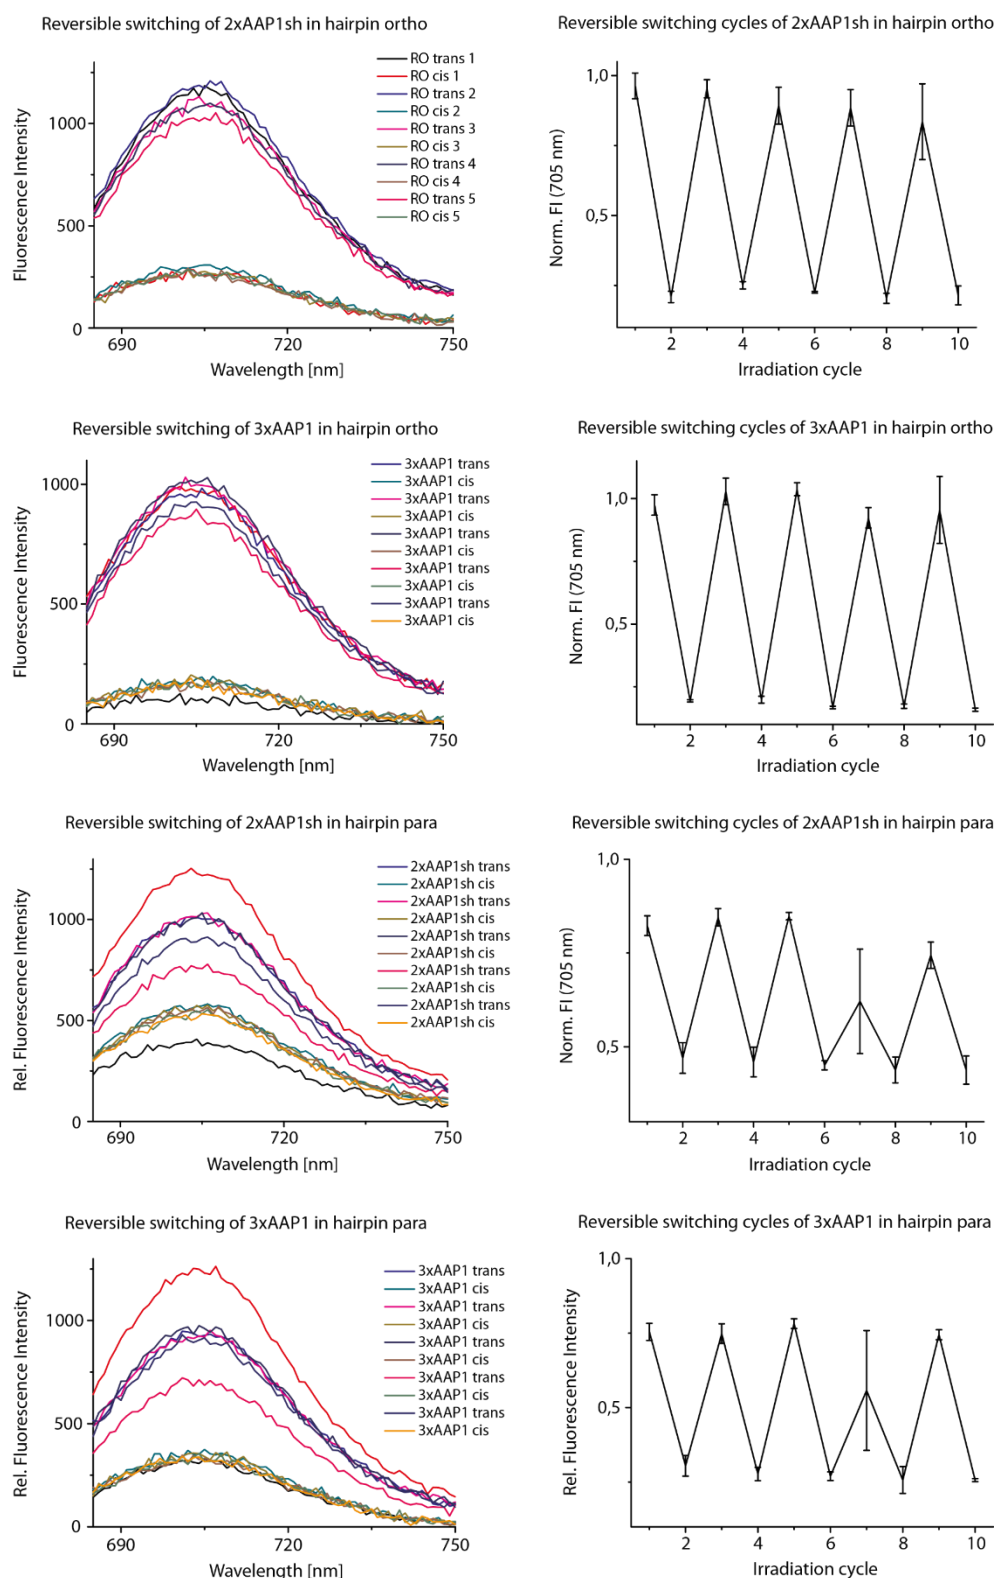 Reversible switching of 2xAAP1sh in hairpin ortho
Fluorescence Intensity
1000
500
0
690
720
750
Wavelength [nm]
RO trans 1
RO cis 1
RO trans 2
RO cis 2
RO trans 3
RO cis 3
RO trans 4
RO cis 4
RO trans 5
RO cis 5
Reversible switching cycles of 2xAAP1sh in hairpin ortho
Norm. FI (705 nm)
1,0
0,5
2
4
6
8
10
Irradiation cycle
Reversible switching of 3xAAP1 in hairpin ortho
Fluorescence Intensity
1000
500
0
690
720
750
Wavelength [nm]
3xAAP1 trans
3xAAP1 cis
3xAAP1 trans
3xAAP1 cis
3xAAP1 trans
3xAAP1 cis
3xAAP1 trans
3xAAP1 cis
3xAAP1 trans
3xAAP1 cis
Reversible switching cycles of 3xAAP1 in hairpin ortho
Norm. FI (705 nm)
1,0
0,5
2
4
6
8
10
Irradiation cycle
Reversible switching of 2xAAP1sh in hairpin para
Rel. Fluorescence Intensity
1000
500
0
690
720
750
Wavelength [nm]
2xAAP1sh trans
2xAAP1sh cis
2xAAP1sh trans
2xAAP1sh cis
2xAAP1sh trans
2xAAP1sh cis
2xAAP1sh trans
2xAAP1sh cis
2xAAP1sh trans
2xAAP1sh cis
Reversible switching cycles of 2xAAP1sh in hairpin para
Norm. FI (705 nm)
1,0
0,5
2
4
6
8
10
Irradiation cycle
Reversible switching of 3xAAP1 in hairpin para
Rel. Fluorescence Intensity
1000
500
0
690
720
750
Wavelength [nm]
3xAAP1 trans
3xAAP1 cis
3xAAP1 trans
3xAAP1 cis
3xAAP1 trans
3xAAP1 cis
3xAAP1 trans
3xAAP1 cis
3xAAP1 trans
3xAAP1 cis
Reversible switching cycles of 3xAAP1 in hairpin para
Rel. Fluorescence Intensity
1,0
0,5
2
4
6
8
10
Irradiation cycle